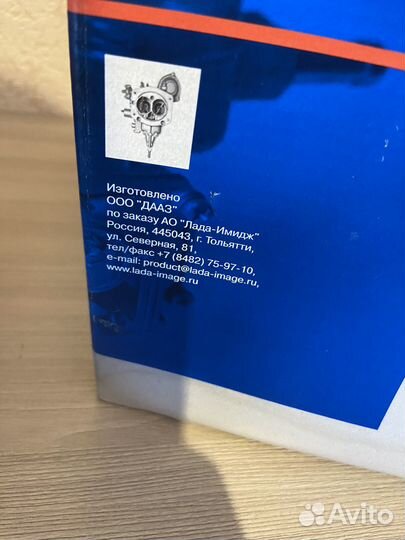 Изготовлено
ООО "ДААЗ"
по заказу АО "Лада-Имидж"
Россия, 445043, г. Тольятти,
ул. Северная, 81,
тел/факс +7 (8482) 75-97-10,
e-mail: product@lada-image.ru,
www.lada-image.ru
Avito